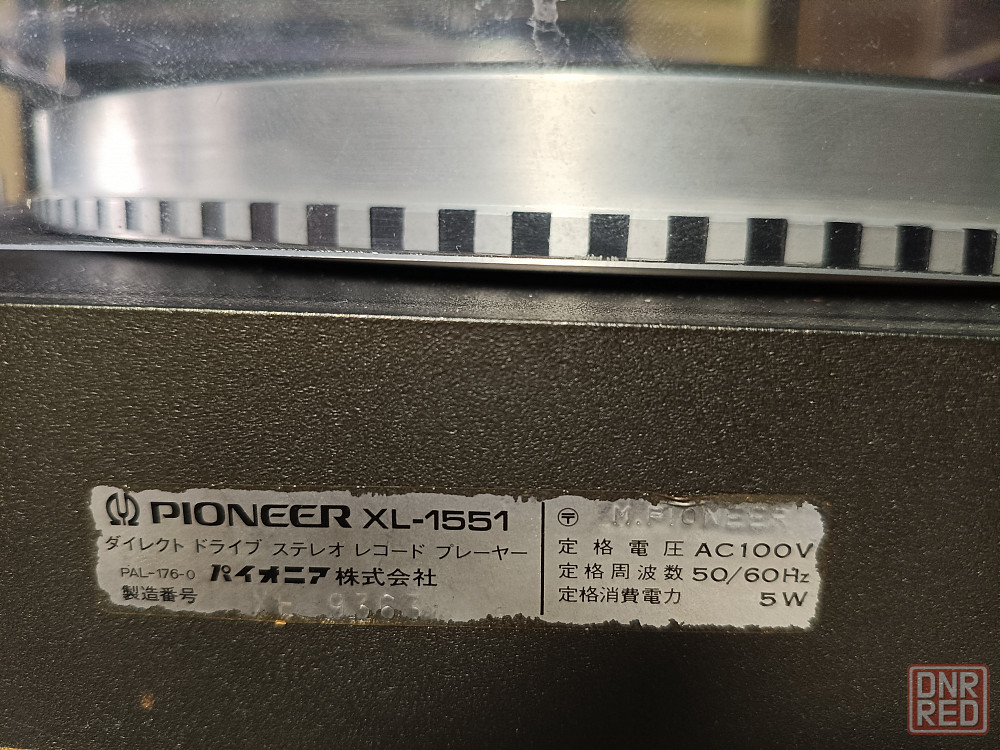 PIONEER XL-1551
ダイレクト ドライブ ステレオ レコード プレーヤー
PAL-176-0 パイオニア株式会社
製造番号
〶 M.PIONEER
定格電圧 AC100V
定格周波数 50/60Hz
定格消費電力 5W
DNR
RED